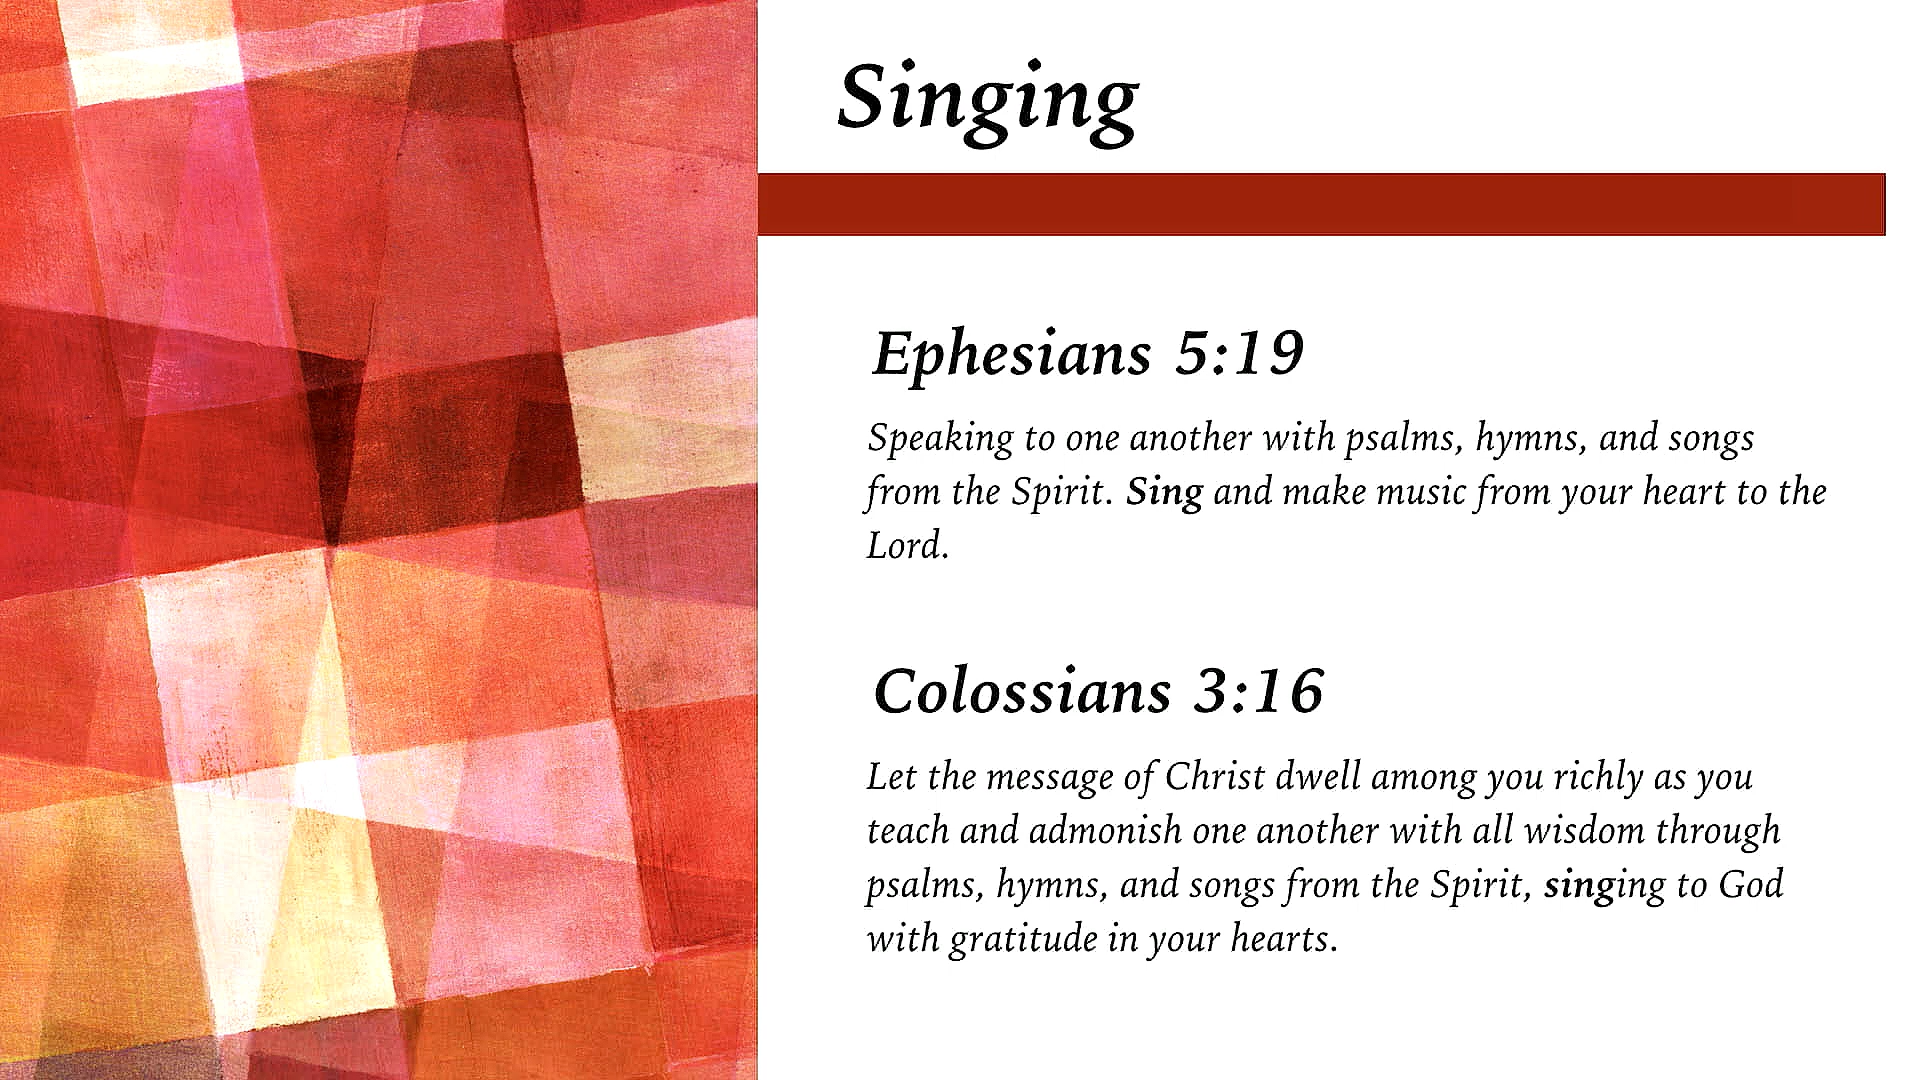 Singing
Ephesians 5:19
Speaking to one another with psalms, hymns, and songs
from the Spirit. Sing and make music from your heart to the
Lord.
Colossians 3:16
Let the message of Christ dwell among you richly as you
teach and admonish one another with all wisdom through
psalms, hymns, and songs from the Spirit, singing to God
with gratitude in your hearts.